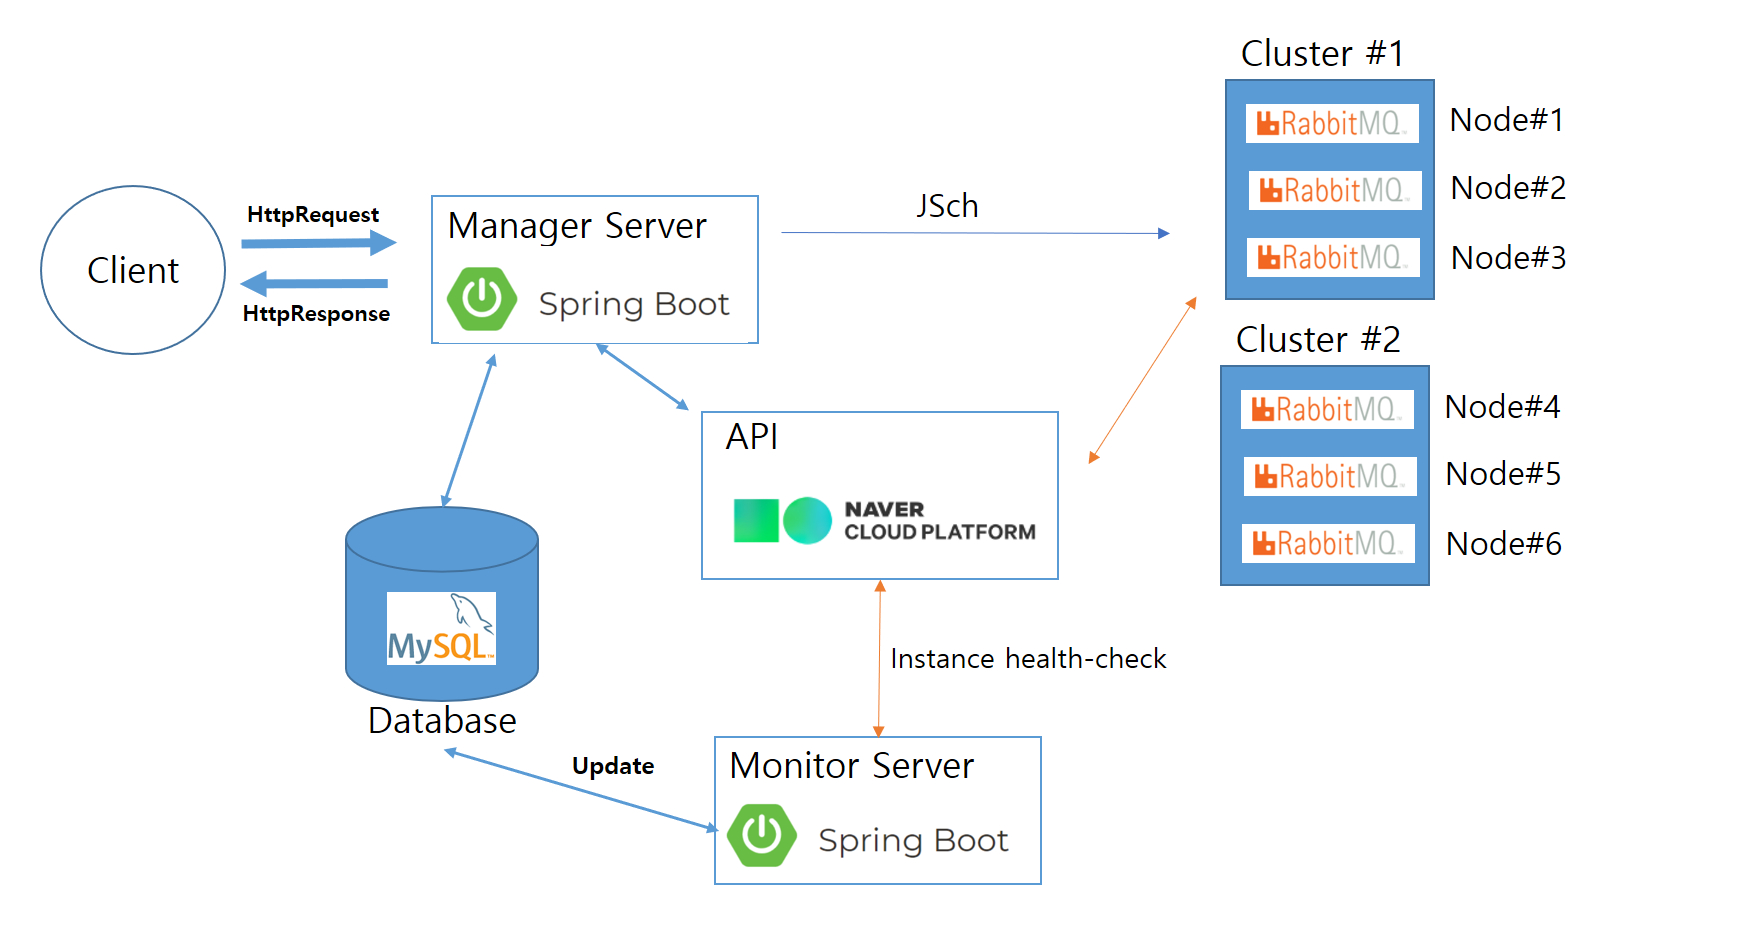 Cluster #1
RabbitMQ
Node#1
RabbitMQ
Node#2
RabbitMQ
Node#3
HttpRequest
Client
HttpResponse
Manager Server
Spring Boot
JSch
Cluster #2
RabbitMQ
Node#4
RabbitMQ
Node#5
RabbitMQ
Node#6
API
NAVER
CLOUD PLATFORM
MySQL
Database
Instance health-check
Update
Monitor Server
Spring Boot